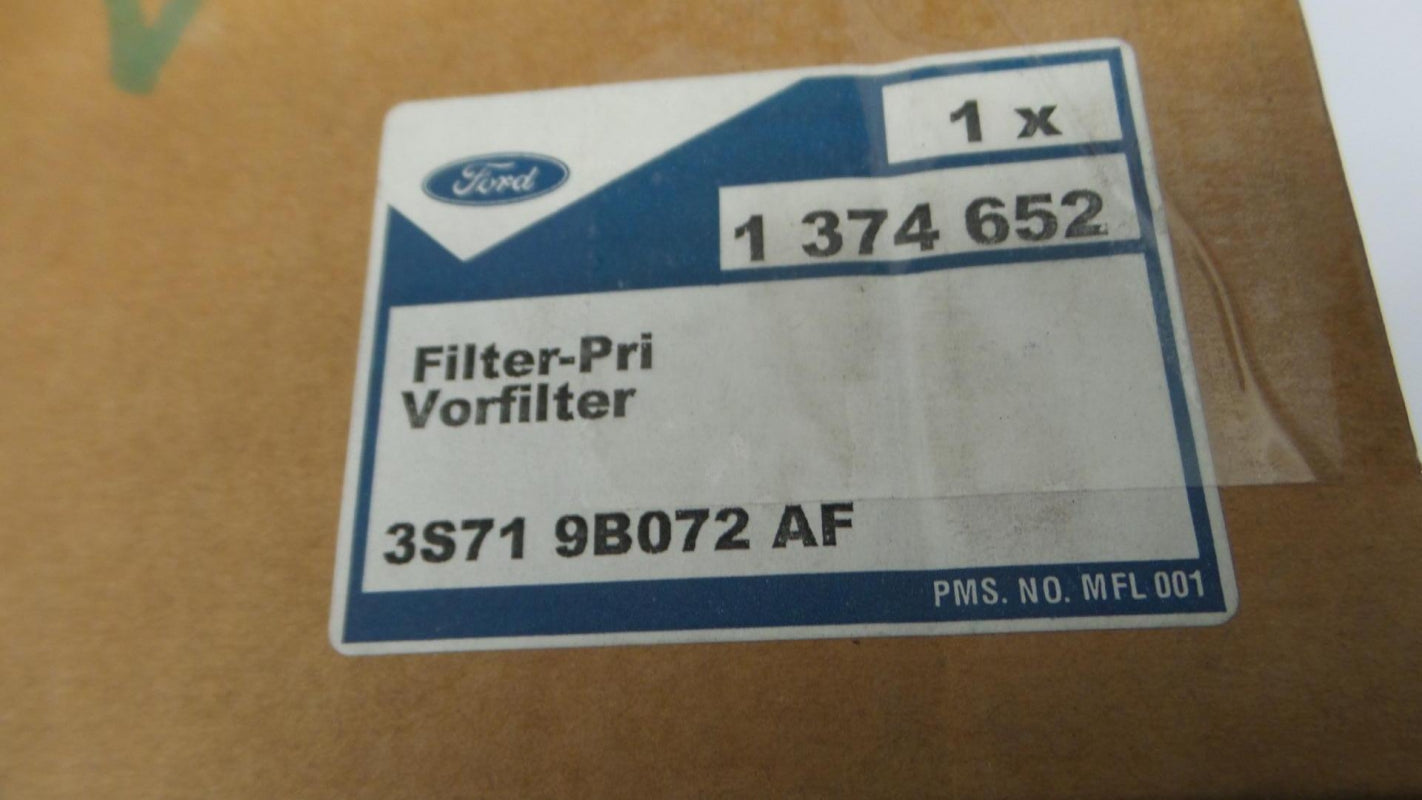 Ford
1 x
1 374 652
Filter-Pri
Vorfilter
3S71 9B072 AF
PMS. NO. MFL 001